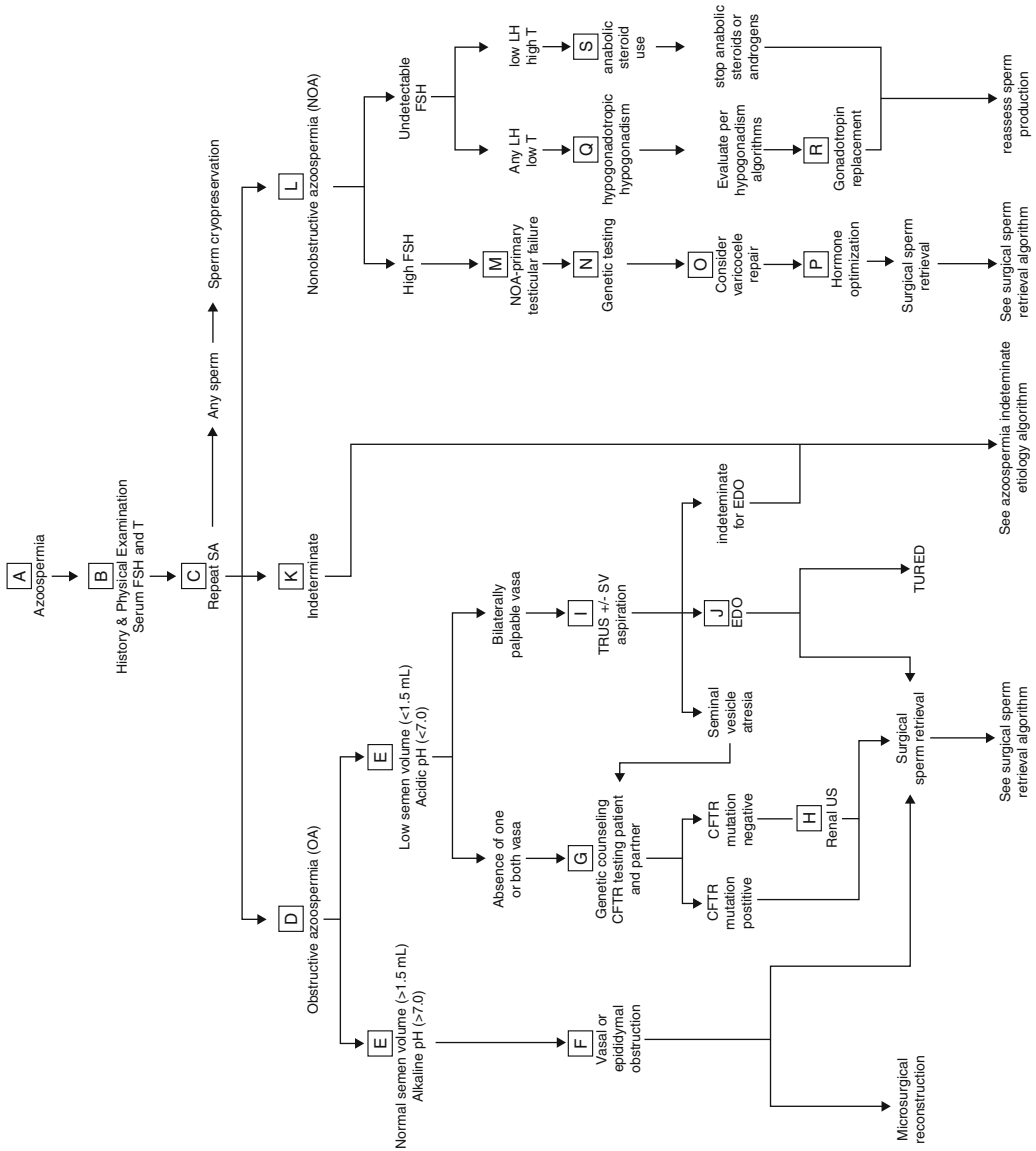 A
Azoospermia
B
History & Physical Examination
Serum FSH and T
C
Repeat SA
Any sperm
Sperm cryopreservation
D
Obstructive azoospermia (OA)
E
Normal semen volume (>1.5 mL)
Alkaline pH (>7.0)
F
Vasal or
epididymal
obstruction
Microsurgical
reconstruction
E
Low semen volume (<1.5 mL)
Acidic pH (<7.0)
Absence of one
or both vasa
G
Genetic counseling
CFTR testing patient
and partner
CFTR
mutation
postitive
CFTR
mutation
negative
H
Renal US
Bilaterally
palpable vasa
I
TRUS +/- SV
aspiration
Seminal
vesicle
atresia
J
EDO
indeteminate
for EDO
Surgical
sperm retrieval
TURED
See surgical sperm
retrieval algorithm
K
Indeterminate
See azoospermia indeteminate
etiology algorithm
L
Nonobstructive azoospermia (NOA)
High FSH
M
NOA-primary
testicular failure
N
Genetic testing
O
Consider
varicocele
repair
P
Hormone
optimization
Surgical sperm
retrieval
See surgical sperm
retrieval algorithm
Undetectable
FSH
Any LH
low T
Q
hypogonadotropic
hypogonadism
Evaluate per
hypogonadism
algorithms
R
Gonadotropin
replacement
low LH
high T
S
anabolic
steroid
use
stop anabolic
steroids or
androgens
reassess sperm
production